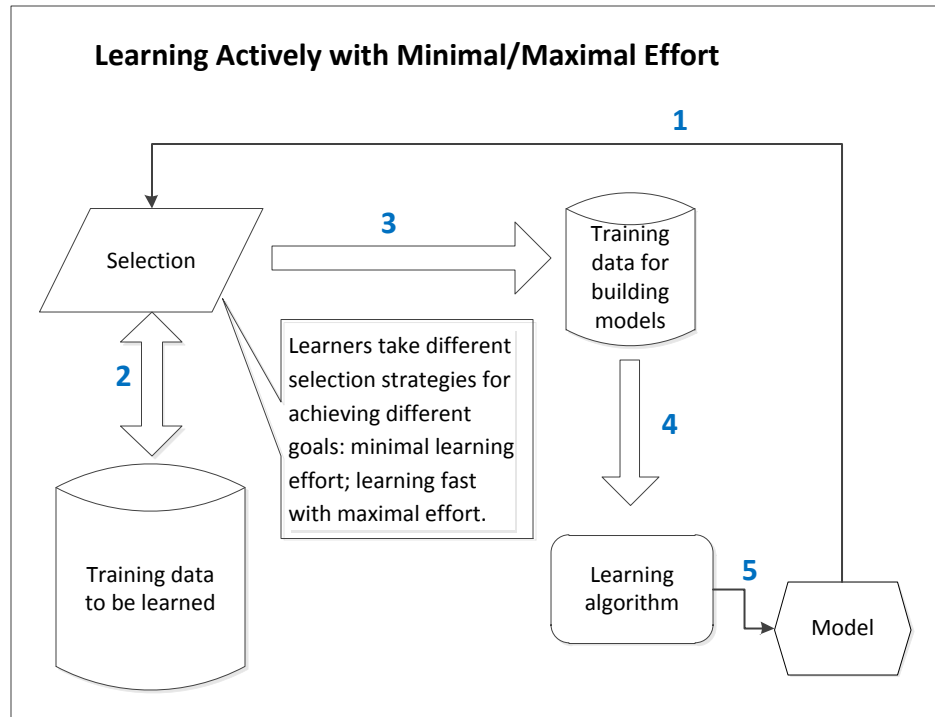 Learning Actively with Minimal/Maximal Effort
1
Selection
3
Training
data for
building
models
2
Learners take different
selection strategies for
achieving different
goals: minimal learning
effort; learning fast
with maximal effort.
4
Training data
to be learned
Learning
algorithm
5
Model